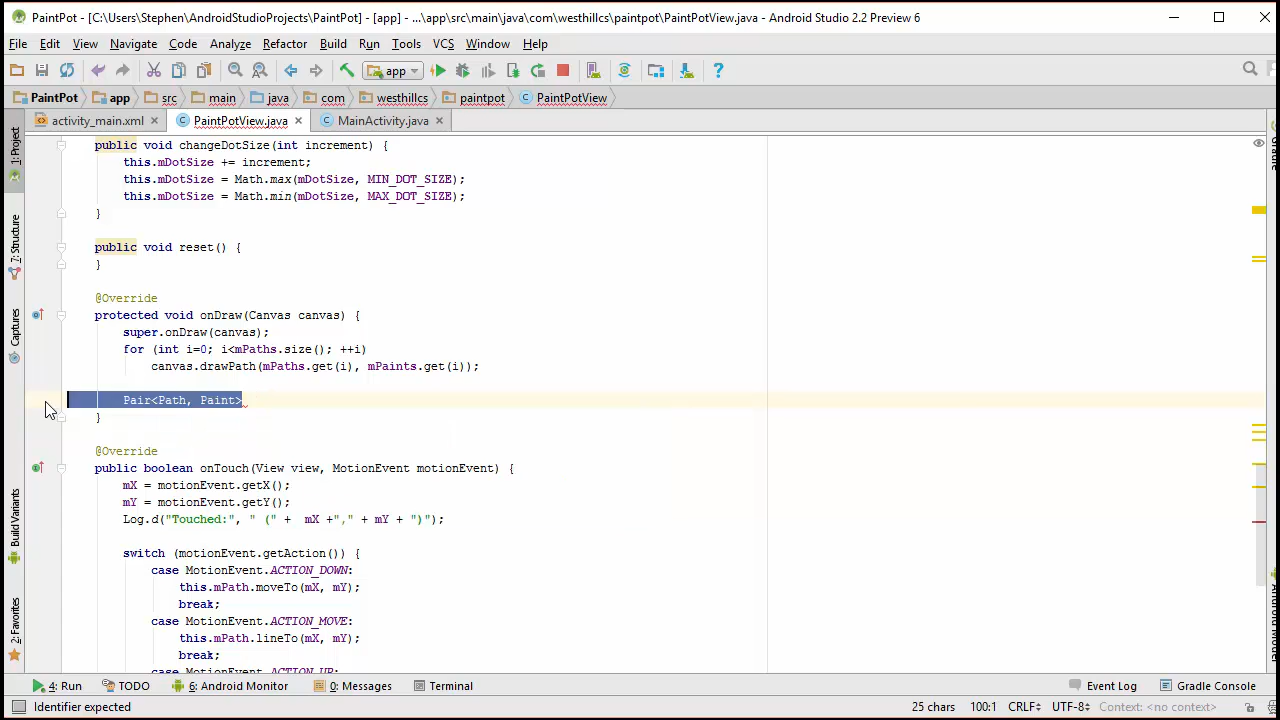 PaintPot - [C:\Users\Stephen\AndroidStudioProjects\PaintPot] - [app] - ...\app\src\main\java\com\westhillcs\paintpot\PaintPotView.java - Android Studio 2.2 Preview 6
File Edit View Navigate Code Analyze Refactor Build Run Tools VCS Window Help
app
PaintPot app src main java com westhillcs paintpot PaintPotView
activity_main.xml PaintPotView.java MainActivity.java
1: Project
7: Structure
Captures
Build Variants
2: Favorites
Gradle
public void changeDotSize(int increment) {
this.mDotSize += increment;
this.mDotSize = Math.max(mDotSize, MIN_DOT_SIZE);
this.mDotSize = Math.min(mDotSize, MAX_DOT_SIZE);
}
public void reset() {
}
@Override
protected void onDraw(Canvas canvas) {
super.onDraw(canvas);
for (int i=0; i<mPaths.size(); ++i)
canvas.drawPath(mPaths.get(i), mPaints.get(i));
Pair<Path, Paint>
}
@Override
public boolean onTouch(View view, MotionEvent motionEvent) {
mX = motionEvent.getX();
mY = motionEvent.getY();
Log.d("Touched:", " (" +  mX +"," + mY + ")");
switch (motionEvent.getAction()) {
case MotionEvent.ACTION_DOWN:
this.mPath.moveTo(mX, mY);
break;
case MotionEvent.ACTION_MOVE:
this.mPath.lineTo(mX, mY);
break;
case MotionEvent.ACTION_UP:
4: Run TODO 6: Android Monitor 0: Messages Terminal Event Log Gradle Console
Identifier expected 25 chars 100:1 CRLF÷ UTF-8÷ Context: <no context>